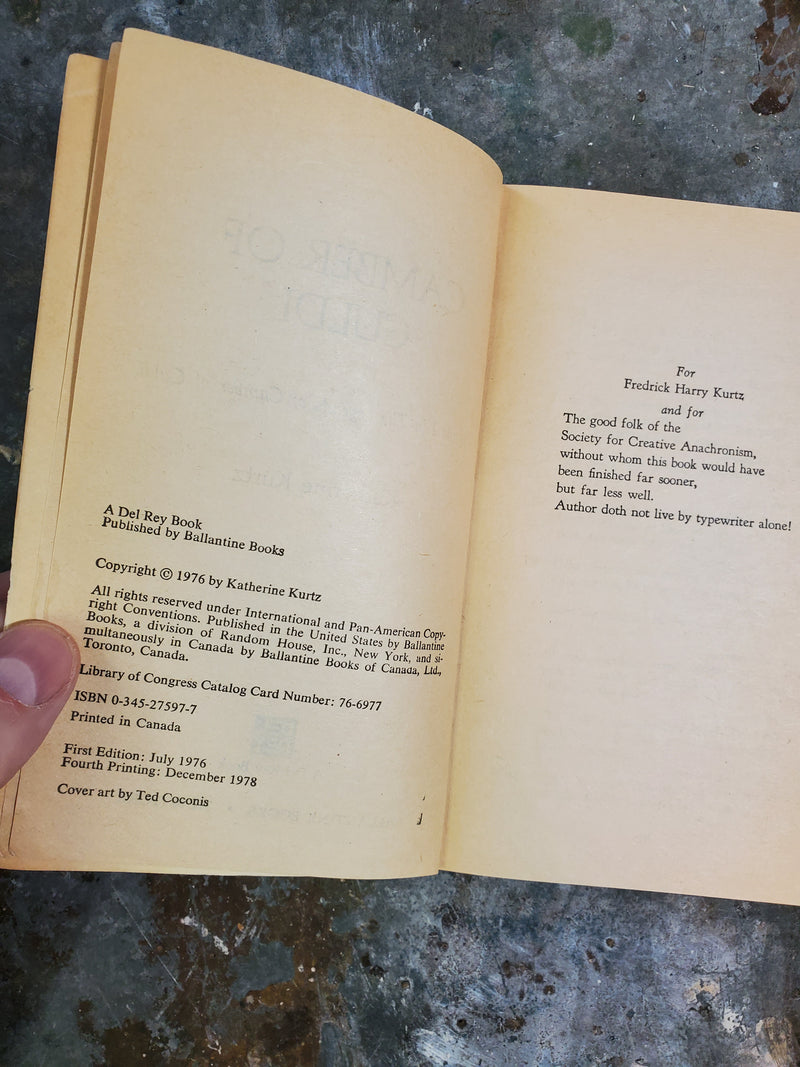 A Del Rey Book
Published by Ballantine Books
Copyright © 1976 by Katherine Kurtz
All rights reserved under International and Pan-American Copy-
right Conventions. Published in the United States by Ballantine
Books, a division of Random House, Inc., New York, and si-
multaneously in Canada by Ballantine Books of Canada, Ltd.,
Toronto, Canada.
Library of Congress Catalog Card Number: 76-6977
ISBN 0-345-27597-7
Printed in Canada
First Edition: July 1976
Fourth Printing: December 1978
Cover art by Ted Coconis
For
Fredrick Harry Kurtz
and for
The good folk of the
Society for Creative Anachronism,
without whom this book would have
been finished far sooner,
but far less well.
Author doth not live by typewriter alone!